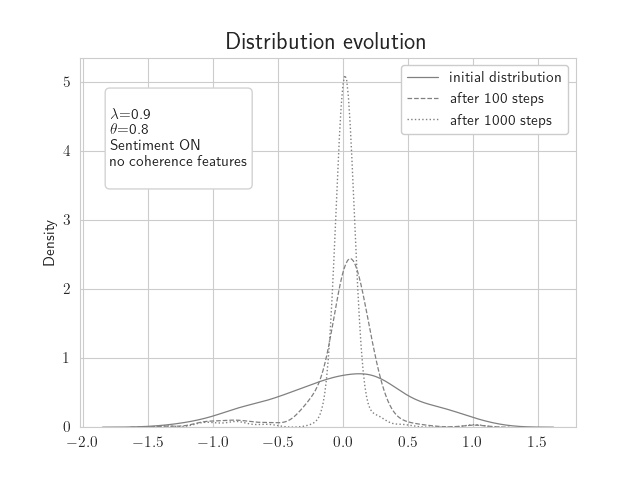 Distribution evolution
initial distribution
after 100 steps
after 1000 steps
λ=0.9
θ=0.8
Sentiment ON
no coherence features
Density
5
4
3
2
1
0
−2.0 −1.5 −1.0 −0.5 0.0 0.5 1.0 1.5